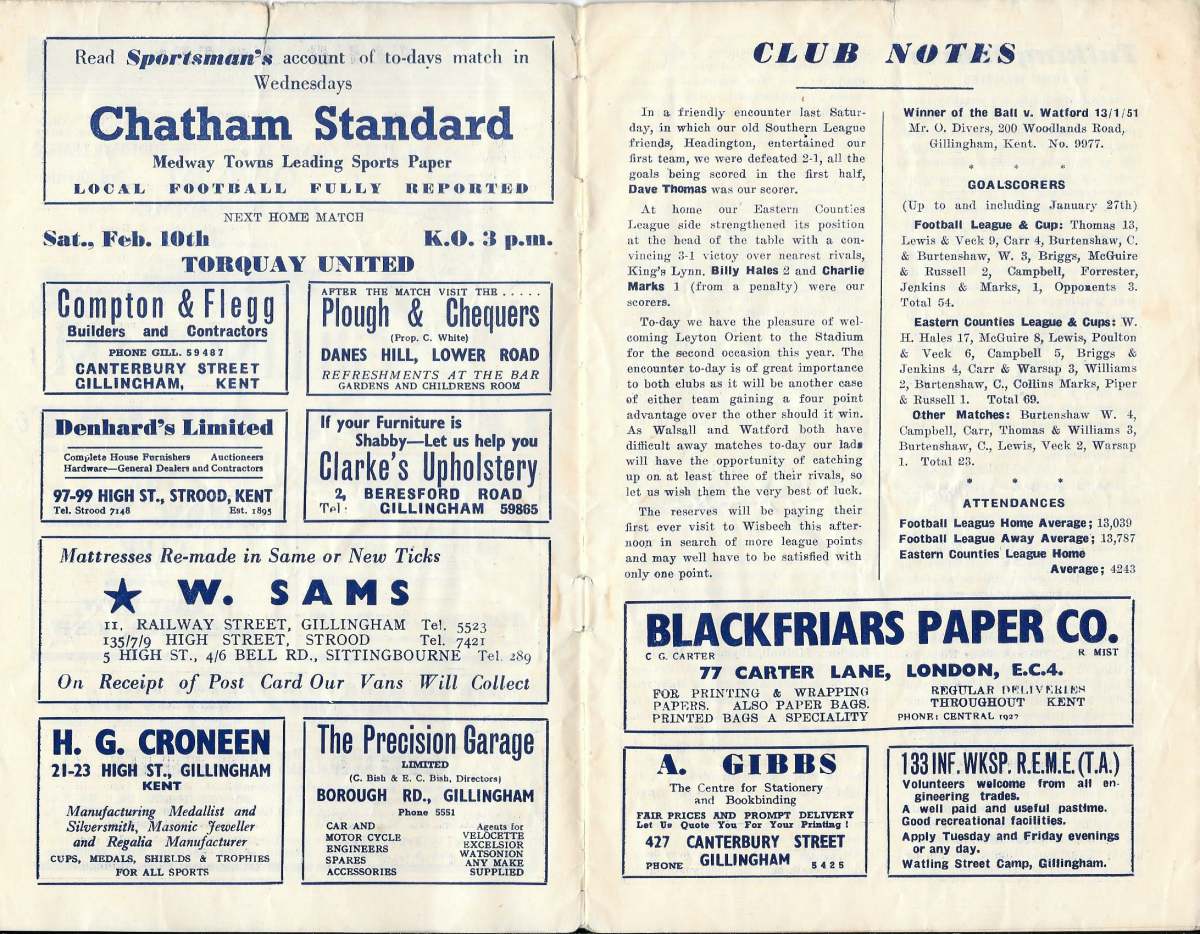 Read Sportsman's account of to-days match in
Wednesdays
Chatham Standard
Medway Towns Leading Sports Paper
LOCAL FOOTBALL FULLY REPORTED
NEXT HOME MATCH
Sat., Feb. 10th K.O. 3 p.m.
TORQUAY UNITED
Compton & Flegg
Builders and Contractors
PHONE GILL. 59487
CANTERBURY STREET
GILLINGHAM, KENT
AFTER THE MATCH VISIT THE .....
Plough & Chequers
(Prop. C. White)
DANES HILL, LOWER ROAD
REFRESHMENTS AT THE BAR
GARDENS AND CHILDRENS ROOM
Denhard's Limited
Complete House Furnishers Auctioneers
Hardware—General Dealers and Contractors
97-99 HIGH ST., STROOD, KENT
Tel. Strood 7148 Est. 1895
If your Furniture is
Shabby—Let us help you
Clarke's Upholstery
2, BERESFORD ROAD
Tel: GILLINGHAM 59865
Mattresses Re-made in Same or New Ticks
W. SAMS
11, RAILWAY STREET, GILLINGHAM Tel. 5523
135/7/9 HIGH STREET, STROOD Tel. 7421
5 HIGH ST., 4/6 BELL RD., SITTINGBOURNE Tel. 289
On Receipt of Post Card Our Vans Will Collect
H. G. CRONEEN
21-23 HIGH ST., GILLINGHAM
KENT
Manufacturing Medallist and
Silversmith, Masonic Jeweller
and Regalia Manufacturer
CUPS, MEDALS, SHIELDS & TROPHIES
FOR ALL SPORTS
The Precision Garage
LIMITED
(C. Bish & E. C. Bish, Directors)
BOROUGH RD., GILLINGHAM
Phone 5551
CAR AND
MOTOR CYCLE
ENGINEERS
SPARES
ACCESSORIES
Agents for
VELOCETTE
EXCELSIOR
WATSONION
ANY MAKE
SUPPLIED
CLUB NOTES
In a friendly encounter last Satur-
day, in which our old Southern League
friends, Headington, entertained our
first team, we were defeated 2-1, all the
goals being scored in the first half,
Dave Thomas was our scorer.
At home our Eastern Counties
League side strengthened its position
at the head of the table with a con-
vincing 3-1 victoy over nearest rivals,
King's Lynn, Billy Hales 2 and Charlie
Marks 1 (from a penalty) were our
scorers.
To-day we have the pleasure of wel-
coming Leyton Orient to the Stadium
for the second occasion this year. The
encounter to-day is of great importance
to both clubs as it will be another case
of either team gaining a four point
advantage over the other should it win.
As Walsall and Watford both have
difficult away matches to-day our lads
will have the opportunity of catching
up on at least three of their rivals, so
let us wish them the very best of luck.
The reserves will be paying their
first ever visit to Wisbech this after-
noon in search of more league points
and may well have to be satisfied with
only one point.
Winner of the Ball v. Watford 13/1/51
Mr. O. Divers, 200 Woodlands Road,
Gillingham, Kent. No. 9977.
* * *
GOALSCORERS
(Up to and including January 27th)
Football League & Cup: Thomas 13,
Lewis & Veck 9, Carr 4, Burtenshaw, C.
& Burtenshaw, W. 3, Briggs, McGuire
& Russell 2, Campbell, Forrester,
Jenkins & Marks, 1, Opponents 3.
Total 54.
Eastern Counties League & Cups: W.
H. Hales 17, McGuire 8, Lewis, Poulton
& Veck 6, Campbell 5, Briggs &
Jenkins 4, Carr & Warsap 3, Williams
2, Burtenshaw, C., Collins Marks, Piper
& Russell 1. Total 69.
Other Matches: Burtenshaw W. 4,
Campbell, Carr, Thomas & Williams 3,
Burtenshaw, C., Lewis, Veck 2, Warsap
1. Total 23.
* * *
ATTENDANCES
Football League Home Average; 13,039
Football League Away Average; 13,787
Eastern Counties League Home
Average; 4243
BLACKFRIARS PAPER CO.
C. G. CARTER R. MIST
77 CARTER LANE, LONDON, E.C.4.
FOR PRINTING & WRAPPING
PAPERS. ALSO PAPER BAGS.
PRINTED BAGS A SPECIALITY
REGULAR DELIVERIES
THROUGHOUT KENT
PHONE: CENTRAL 1927
A. GIBBS
The Centre for Stationery
and Bookbinding
FAIR PRICES AND PROMPT DELIVERY
Let Us Quote You For Your Printing!
427 CANTERBURY STREET
GILLINGHAM
PHONE 5425
133 INF. WKSP. R.E.M.E. (T.A.)
Volunteers welcome from all en-
gineering trades.
A well paid and useful pastime.
Good recreational facilities.
Apply Tuesday and Friday evenings
or any day.
Watling Street Camp, Gillingham.